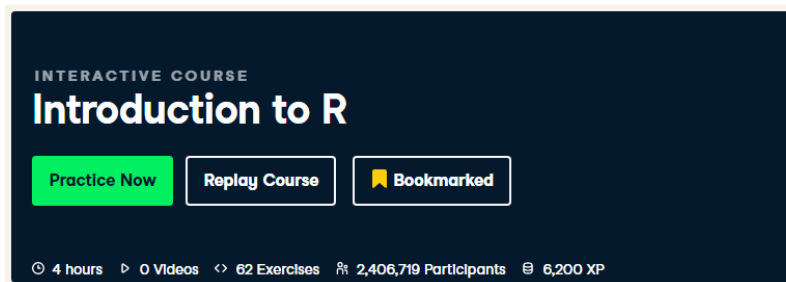 INTERACTIVE COURSE
Introduction to R
Practice Now Replay Course Bookmarked
4 hours 0 Videos 62 Exercises 2,406,719 Participants 6,200 XP